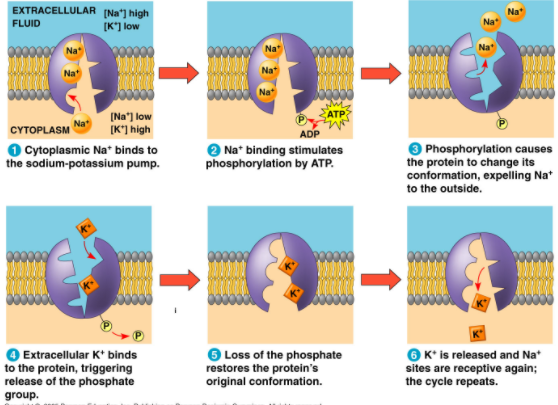 EXTRACELLULAR
FLUID
[Na+] high
[K+] low
Na+
Na+
Na+
CYTOPLASM
[Na+] low
[K+] high
1 Cytoplasmic Na+ binds to
the sodium-potassium pump.
Na+
Na+
Na+
P
ATP
ADP
2 Na+ binding stimulates
phosphorylation by ATP.
Na+
Na+
Na+
P
3 Phosphorylation causes
the protein to change its
conformation, expelling Na+
to the outside.
K+
K+
P
P
4 Extracellular K+ binds
to the protein, triggering
release of the phosphate
group.
K+
K+
5 Loss of the phosphate
restores the protein's
original conformation.
K+
K+
6 K+ is released and Na+
sites are receptive again;
the cycle repeats.